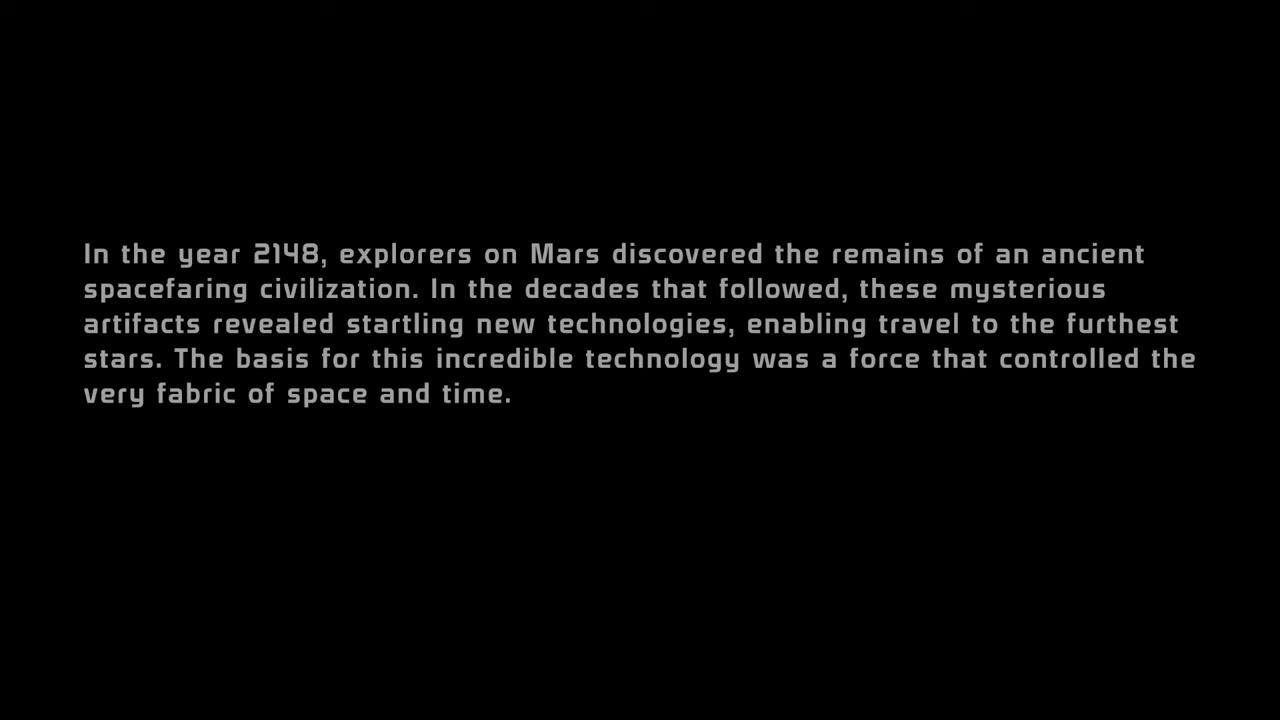 In the year 2148, explorers on Mars discovered the remains of an ancient
spacefaring civilization. In the decades that followed, these mysterious
artifacts revealed startling new technologies, enabling travel to the furthest
stars. The basis for this incredible technology was a force that controlled the
very fabric of space and time.